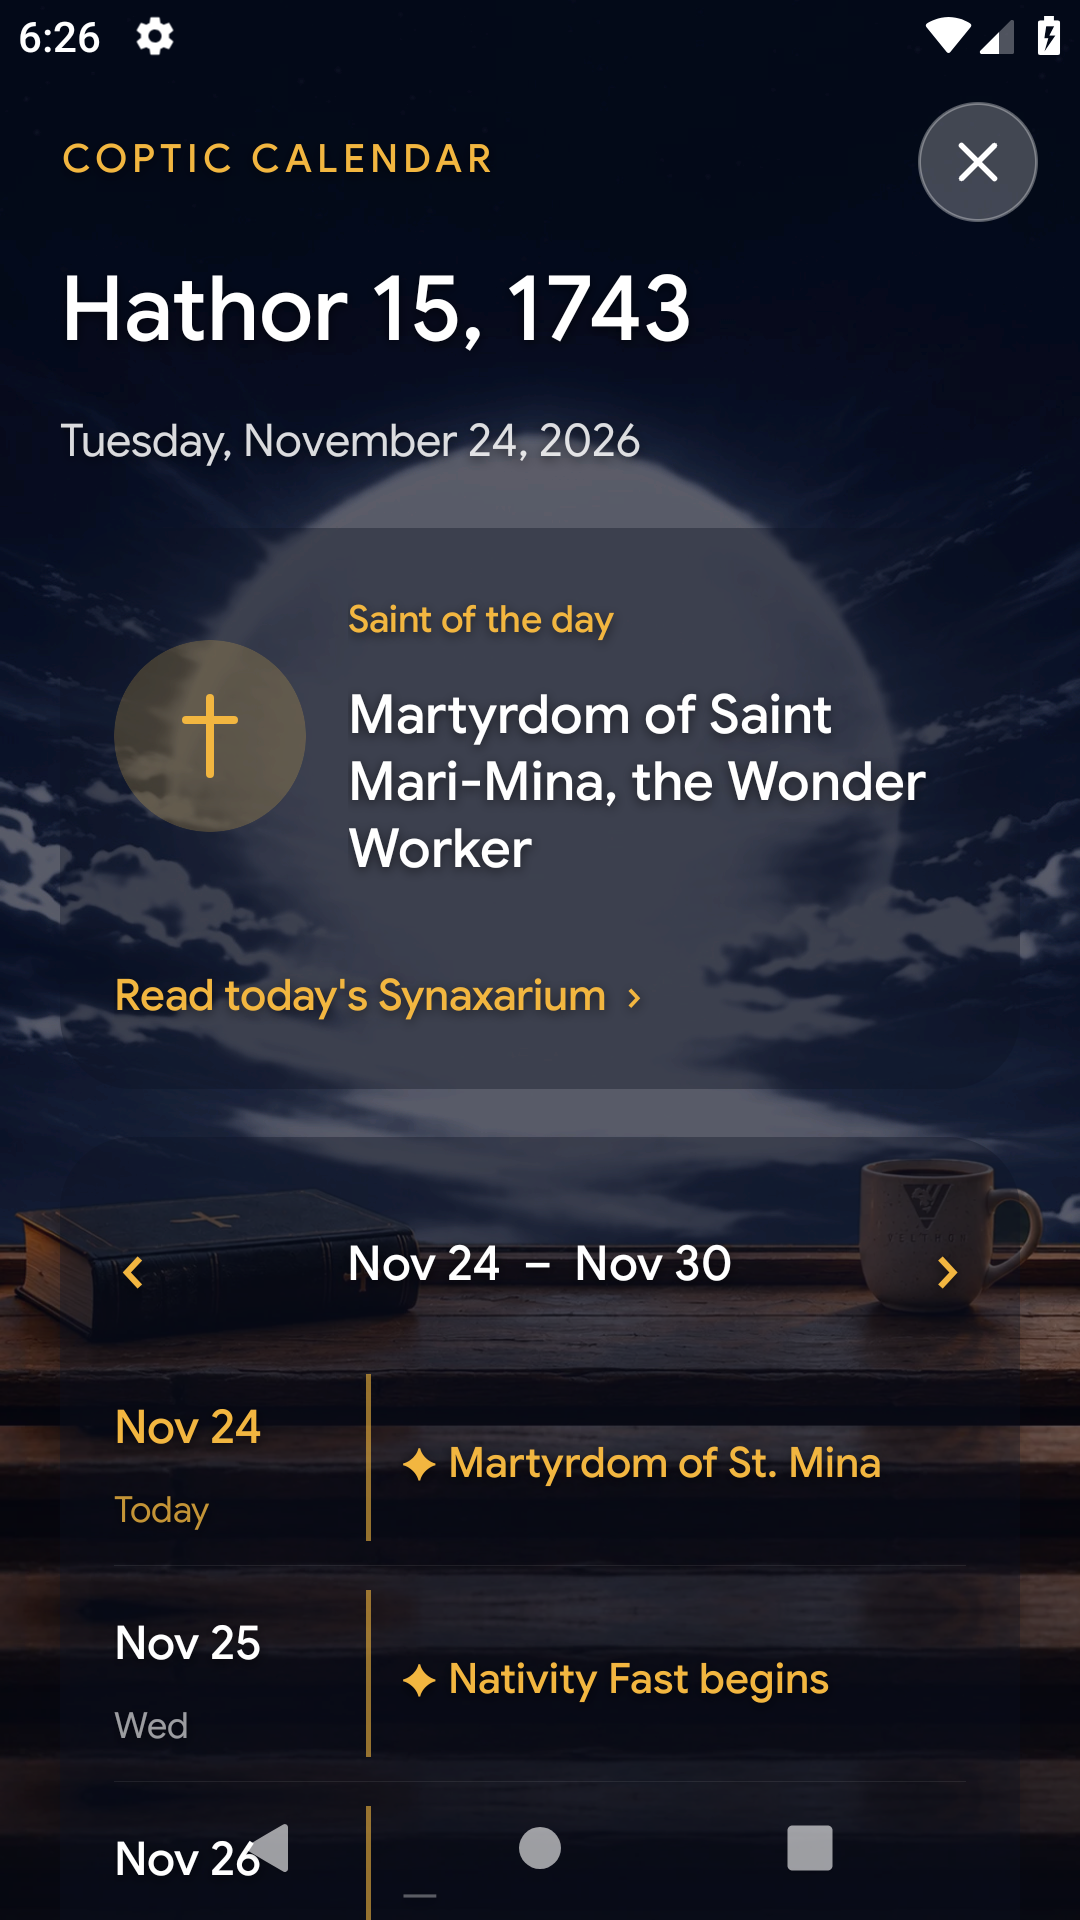 6:26
COPTIC CALENDAR
Hathor 15, 1743
Tuesday, November 24, 2026
Saint of the day
Martyrdom of Saint
Mari-Mina, the Wonder
Worker
Read today's Synaxarium ›
Nov 24 – Nov 30
Nov 24
Today
Martyrdom of St. Mina
Nov 25
Wed
Nativity Fast begins
Nov 26
—